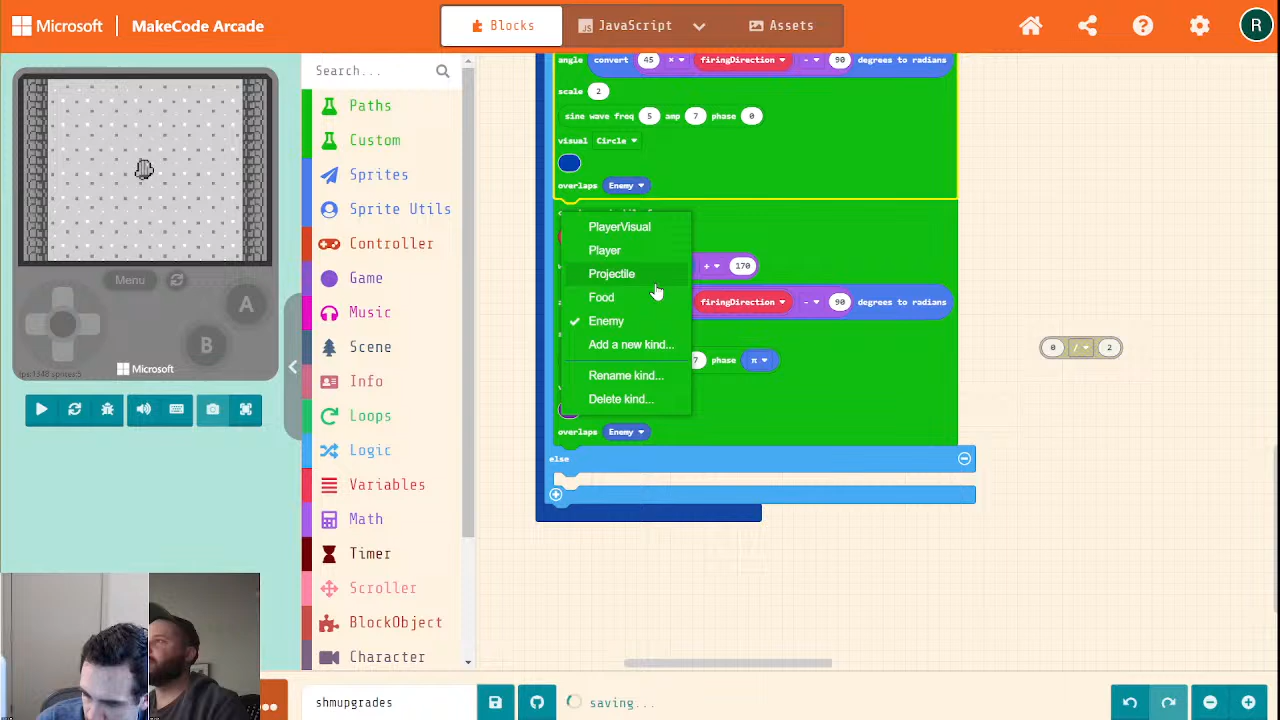 Microsoft
MakeCode Arcade
Blocks
JavaScript
Assets
R
Search...
Paths
Custom
Sprites
Sprite Utils
Controller
Game
Music
Scene
Info
Loops
Logic
Variables
Math
Timer
Scroller
BlockObject
Character
Menu
A
B
Microsoft
angle convert 45 × firingDirection - 90 degrees to radians
scale 2
sine wave freq 5 amp 7 phase 0
visual Circle
overlaps Enemy
PlayerVisual
Player
Projectile
Food
Enemy
Add a new kind...
Rename kind...
Delete kind...
+ 170
firingDirection - 90 degrees to radians
7 phase π
overlaps Enemy
else
0 / 2
shmupgrades
saving...